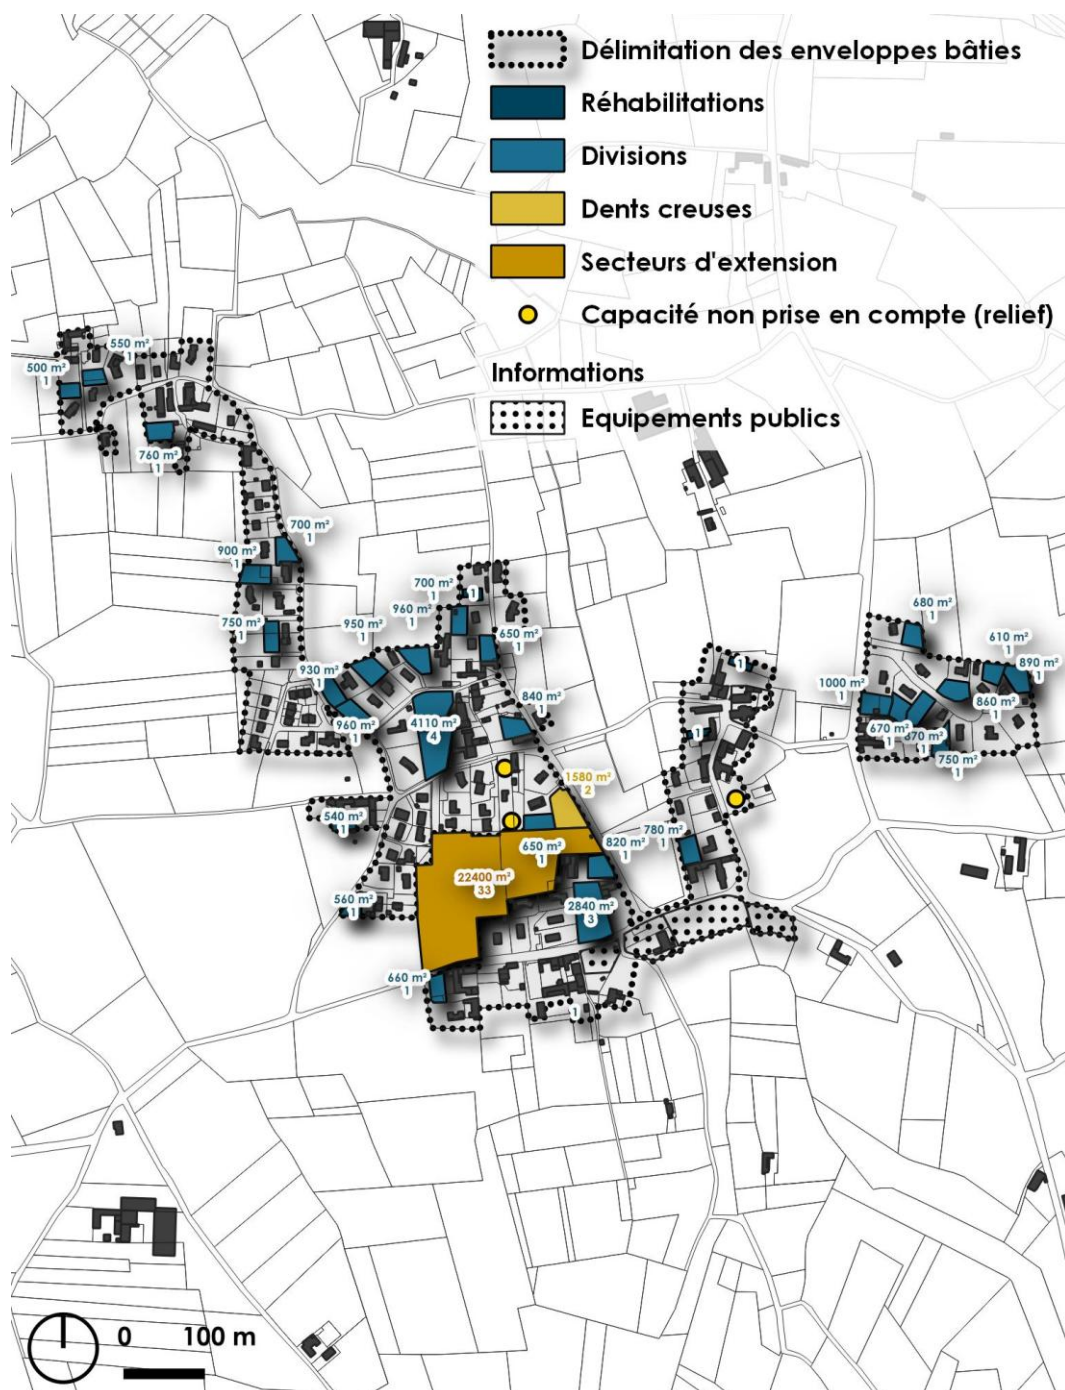 Délimitation des enveloppes bâties
Réhabilitations
Divisions
Dents creuses
Secteurs d'extension
Capacité non prise en compte (relief)
Informations
Equipements publics
550 m²
1
500 m²
1
760 m²
1
700 m²
1
900 m²
1
750 m²
1
700 m²
1
1
960 m²
1
950 m²
1
650 m²
1
930 m²
1
960 m²
1
4110 m²
4
840 m²
1
680 m²
1
610 m²
1
890 m²
1
1000 m²
1
860 m²
1
670 m²
1
870 m²
1
750 m²
1
1
1
1580 m²
2
540 m²
1
650 m²
1
820 m²
1
780 m²
1
22400 m²
33
560 m²
1
2840 m²
3
660 m²
1
1
0 100 m